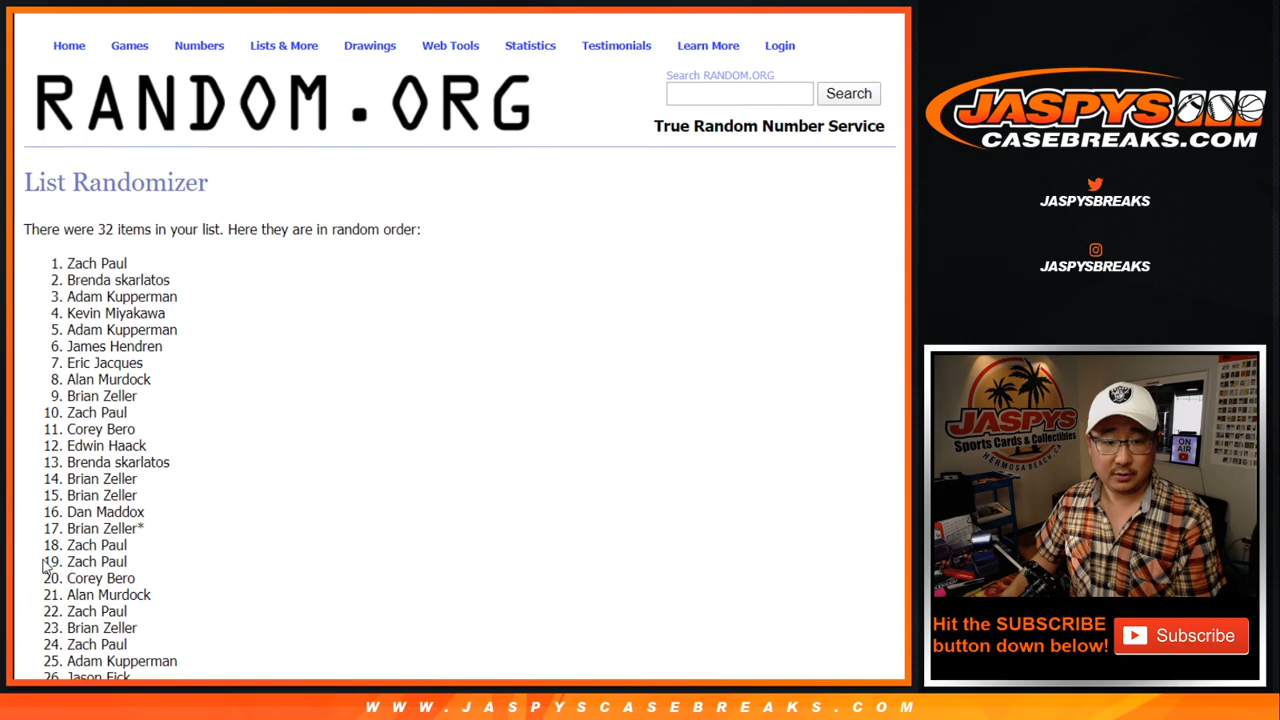 Home Games Numbers Lists & More Drawings Web Tools Statistics Testimonials Learn More Login
RANDOM.ORG
Search RANDOM.ORG
Search
True Random Number Service
List Randomizer
There were 32 items in your list. Here they are in random order:
1. Zach Paul
2. Brenda skarlatos
3. Adam Kupperman
4. Kevin Miyakawa
5. Adam Kupperman
6. James Hendren
7. Eric Jacques
8. Alan Murdock
9. Brian Zeller
10. Zach Paul
11. Corey Bero
12. Edwin Haack
13. Brenda skarlatos
14. Brian Zeller
15. Brian Zeller
16. Dan Maddox
17. Brian Zeller*
18. Zach Paul
19. Zach Paul
20. Corey Bero
21. Alan Murdock
22. Zach Paul
23. Brian Zeller
24. Zach Paul
25. Adam Kupperman
26. Jason Fick
JASPYS
CASEBREAKS.COM
JASPYSBREAKS
JASPYSBREAKS
JASPYS
Sports Cards & Collectibles
HERMOSA BEACH, CA
ON
AIR
Hit the SUBSCRIBE
button down below!
Subscribe
WWW.JASPYSCASEBREAKS.COM